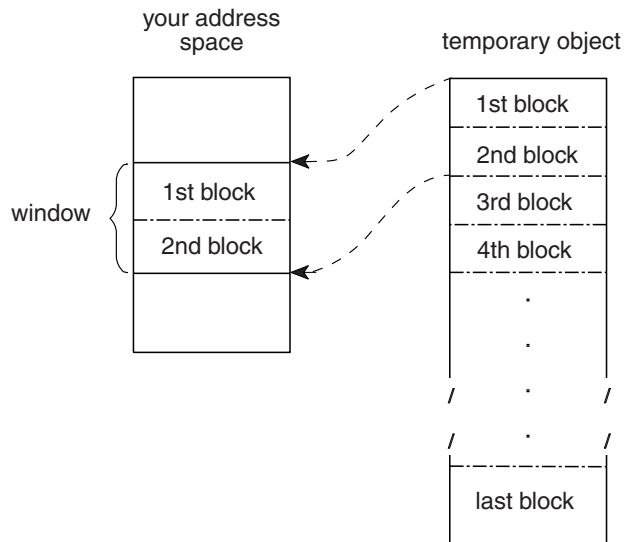 your address
space
temporary object
1st block
2nd block
3rd block
4th block
last block
window
1st block
2nd block